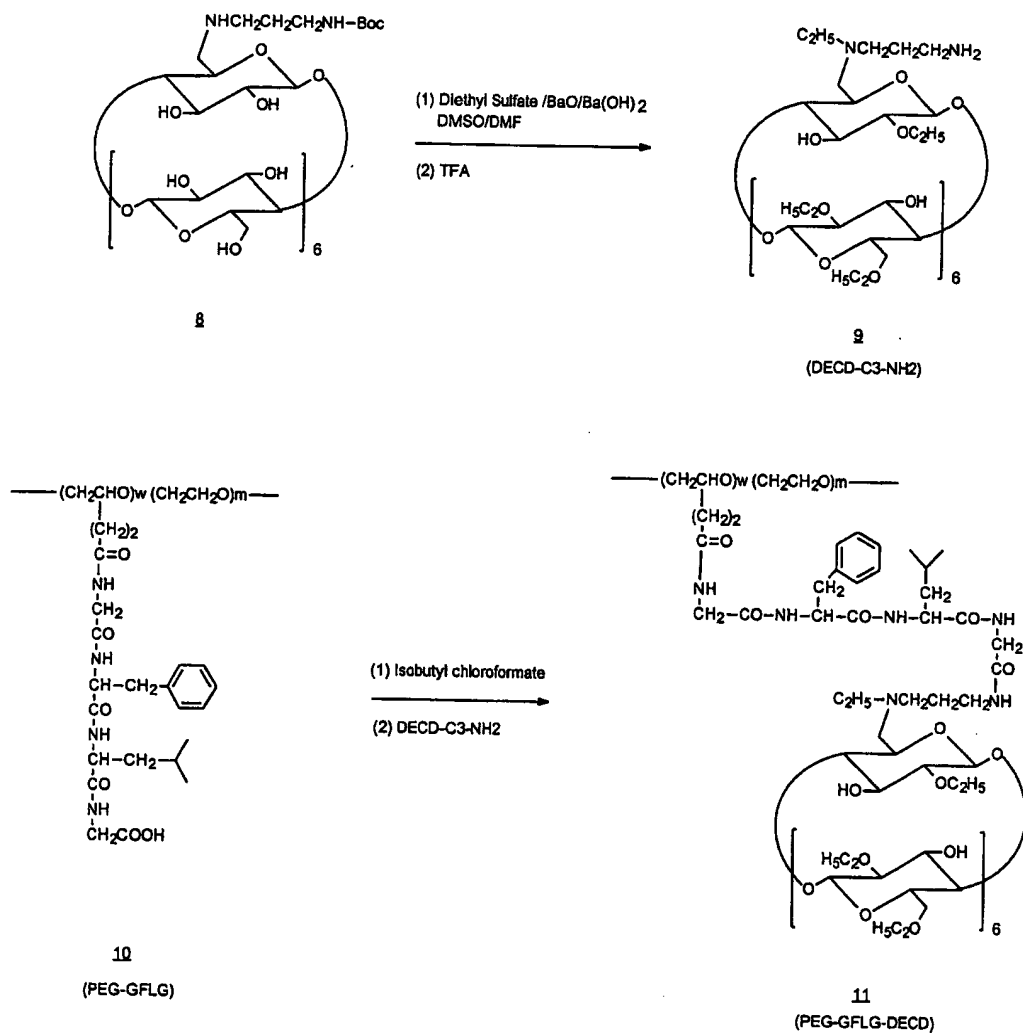 NHCH2CH2CH2NH-Boc
HO
OH
HO
OH
O
O
O
O
HO
6
8
(1) Diethyl Sulfate /BaO/Ba(OH)2
DMSO/DMF
(2) TFA
C2H5
NCH2CH2CH2NH2
O
O
HO
OC2H5
H5C2O
OH
O
O
H5C2O
6
9
(DECD-C3-NH2)
(CH2CHO)w (CH2CH2O)m
(CH2)2
C=O
NH
CH2
CO
NH
CH-CH2
CO
NH
CH-CH2
CO
NH
CH2COOH
10
(PEG-GFLG)
(1) Isobutyl chloroformate
(2) DECD-C3-NH2
(CH2CHO)w (CH2CH2O)m
(CH2)2
C=O
NH
CH2
CH2
CH2-CO-NH-CH-CO-NH-CH-CO-NH
CH2
CO
C2H5
NCH2CH2CH2NH
O
O
HO
OC2H5
H5C2O
OH
O
O
H5C2O
6
11
(PEG-GFLG-DECD)